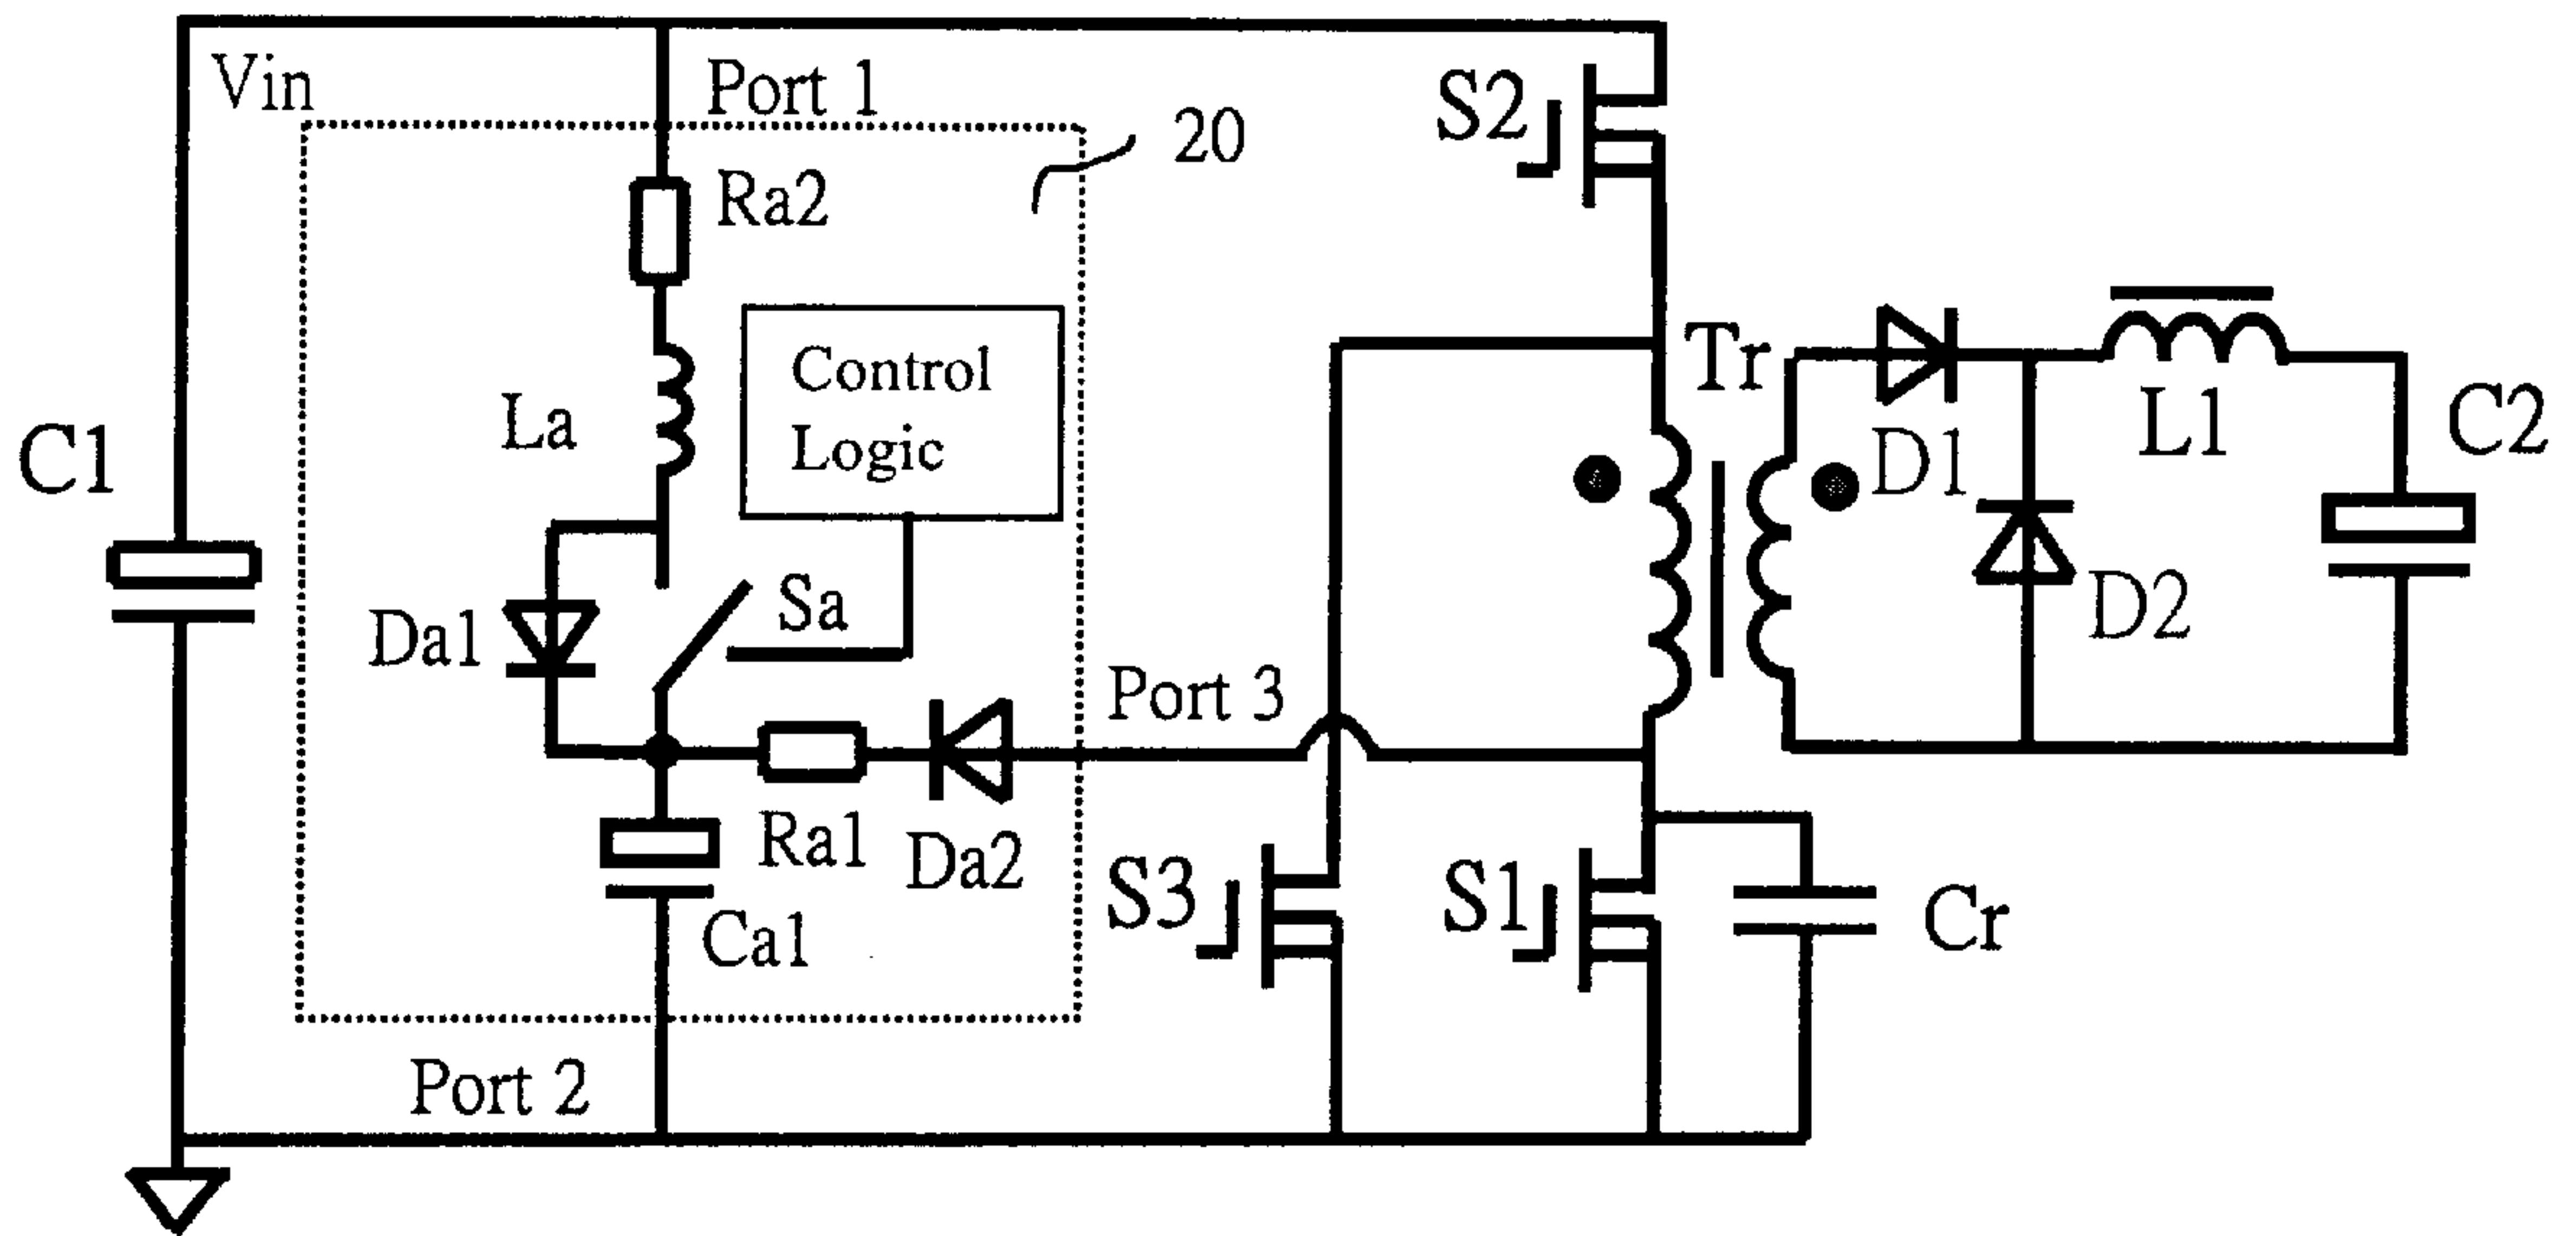 Vin
Port 1
20
S2
Ra2
Control
Logic
Tr
La
C1
D1
L1
C2
Da1
Sa
D2
Port 3
Ra1
Da2
S3
S1
Cr
Ca1
Port 2